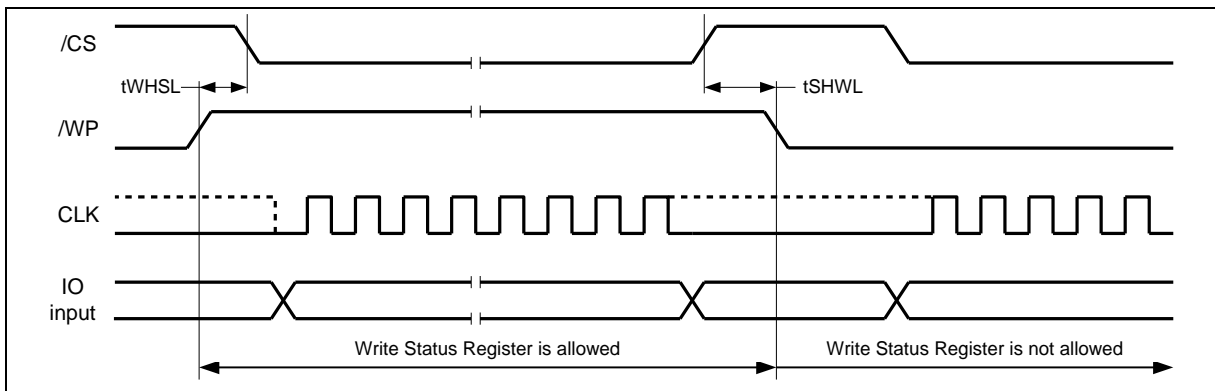 /CS
tWHSL
tSHWL
/WP
CLK
IO
input
Write Status Register is allowed
Write Status Register is not allowed